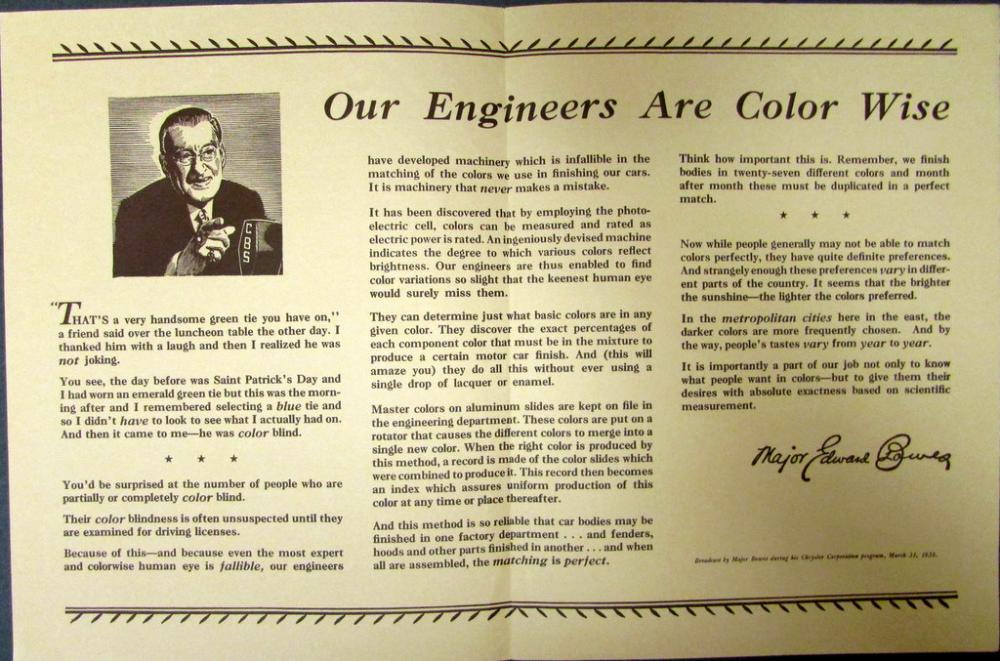 Our Engineers Are Color Wise
CBS
"THAT'S a very handsome green tie you have on,"
a friend said over the luncheon table the other day. I
thanked him with a laugh and then I realized he was
not joking.
You see, the day before was Saint Patrick's Day and
I had worn an emerald green tie but this was the morn-
ing after and I remembered selecting a blue tie and
so I didn't have to look to see what I actually had on.
And then it came to me—he was color blind.
★ ★ ★
You'd be surprised at the number of people who are
partially or completely color blind.
Their color blindness is often unsuspected until they
are examined for driving licenses.
Because of this—and because even the most expert
and colorwise human eye is fallible, our engineers
have developed machinery which is infallible in the
matching of the colors we use in finishing our cars.
It is machinery that never makes a mistake.
It has been discovered that by employing the photo-
electric cell, colors can be measured and rated as
electric power is rated. An ingeniously devised machine
indicates the degree to which various colors reflect
brightness. Our engineers are thus enabled to find
color variations so slight that the keenest human eye
would surely miss them.
They can determine just what basic colors are in any
given color. They discover the exact percentages of
each component color that must be in the mixture to
produce a certain motor car finish. And (this will
amaze you) they do all this without ever using a
single drop of lacquer or enamel.
Master colors on aluminum slides are kept on file in
the engineering department. These colors are put on a
rotator that causes the different colors to merge into a
single new color. When the right color is produced by
this method, a record is made of the color slides which
were combined to produce it. This record then becomes
an index which assures uniform production of this
color at any time or place thereafter.
And this method is so reliable that car bodies may be
finished in one factory department . . . and fenders,
hoods and other parts finished in another . . . and when
all are assembled, the matching is perfect.
Think how important this is. Remember, we finish
bodies in twenty-seven different colors and month
after month these must be duplicated in a perfect
match.
★ ★ ★
Now while people generally may not be able to match
colors perfectly, they have quite definite preferences.
And strangely enough these preferences vary in differ-
ent parts of the country. It seems that the brighter
the sunshine—the lighter the colors preferred.
In the metropolitan cities here in the east, the
darker colors are more frequently chosen. And by
the way, people's tastes vary from year to year.
It is importantly a part of our job not only to know
what people want in colors—but to give them their
desires with absolute exactness based on scientific
measurement.
Major Edward Bowes
Broadcast by Major Bowes during his Chrysler Corporation program, March 31, 1938.